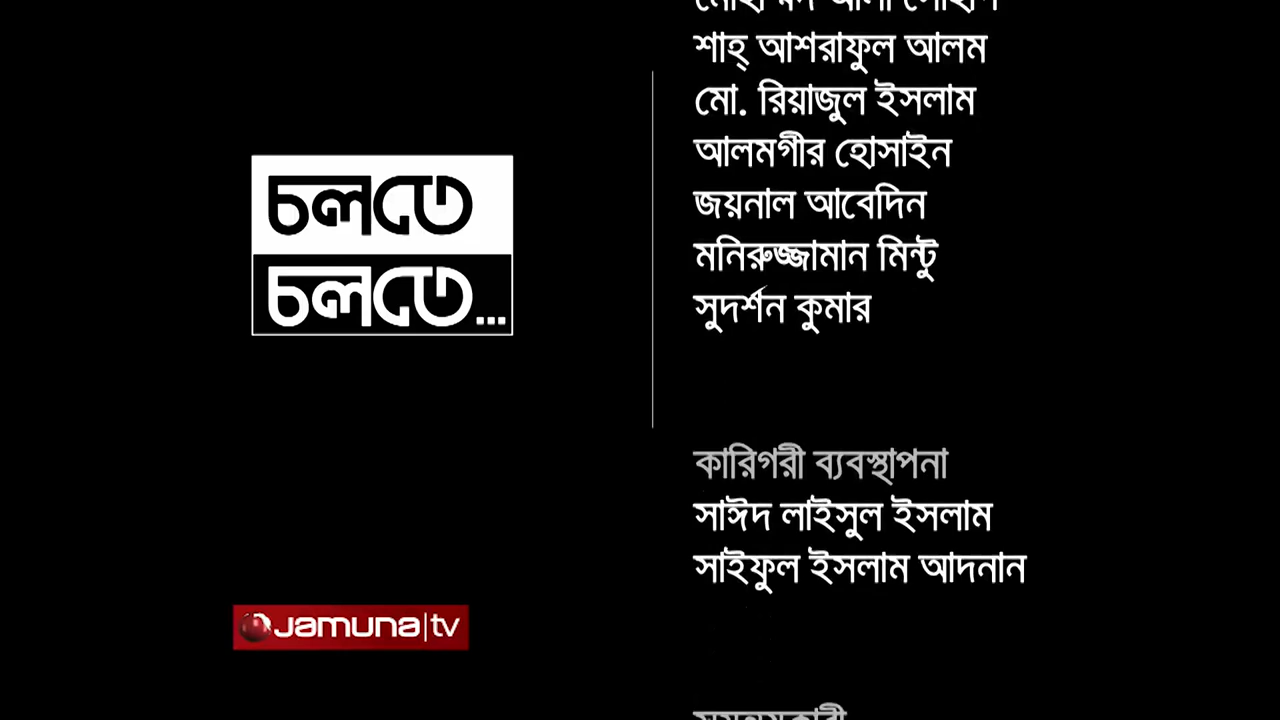 চলতে
চলতে...
শাহ্ আশরাফুল আলম
মো. রিয়াজুল ইসলাম
আলমগীর হোসাইন
জয়নাল আবেদিন
মনিরুজ্জামান মিন্টু
সুদর্শন কুমার
কারিগরী ব্যবস্থাপনা
সাঈদ লাইসুল ইসলাম
সাইফুল ইসলাম আদনান
Jamuna|tv